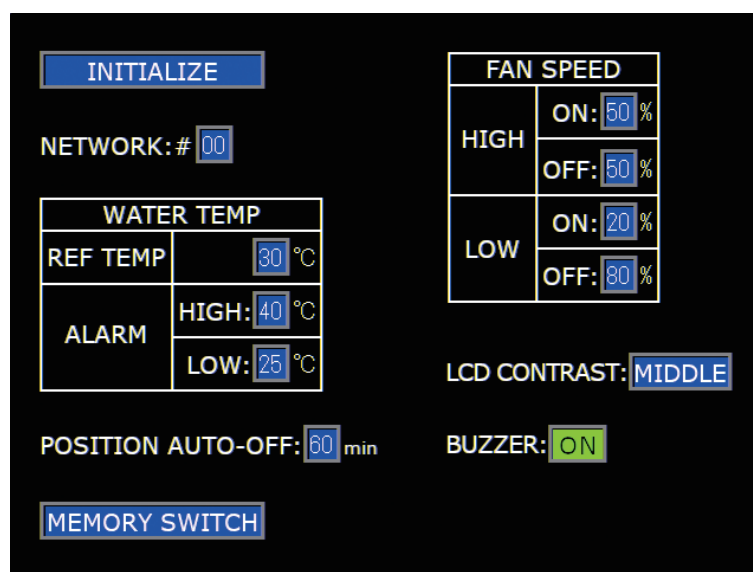 INITIALIZE
NETWORK:# 00
WATER TEMP
REF TEMP 30 °C
ALARM
HIGH: 40 °C
LOW: 25 °C
POSITION AUTO-OFF: 60 min
MEMORY SWITCH
FAN SPEED
HIGH
ON: 50 %
OFF: 50 %
LOW
ON: 20 %
OFF: 80 %
LCD CONTRAST: MIDDLE
BUZZER: ON